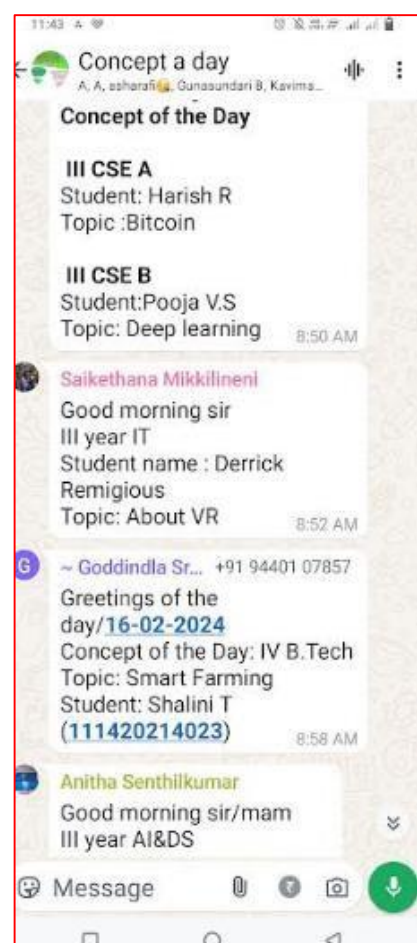 11:43
Concept a day
A, A, asharafi, Gunasundari B, Kavima...
Concept of the Day
III CSE A
Student: Harish R
Topic :Bitcoin
III CSE B
Student:Pooja V.S
Topic: Deep learning
8:50 AM
Saikethana Mikkilineni
Good morning sir
III year IT
Student name : Derrick
Remigious
Topic: About VR
8:52 AM
G
~ Goddindla Sr... +91 94401 07857
Greetings of the
day/16-02-2024
Concept of the Day: IV B.Tech
Topic: Smart Farming
Student: Shalini T
(111420214023)
8:58 AM
Anitha Senthilkumar
Good morning sir/mam
III year AI&DS
Message